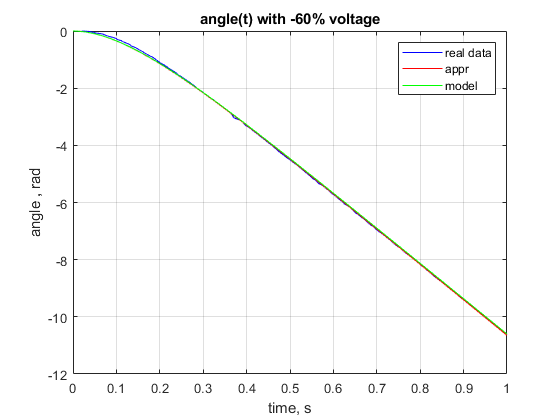 angle(t) with -60% voltage
real data
appr
model
0
-2
-4
-6
-8
-10
-12
angle , rad
0 0.1 0.2 0.3 0.4 0.5 0.6 0.7 0.8 0.9 1
time, s